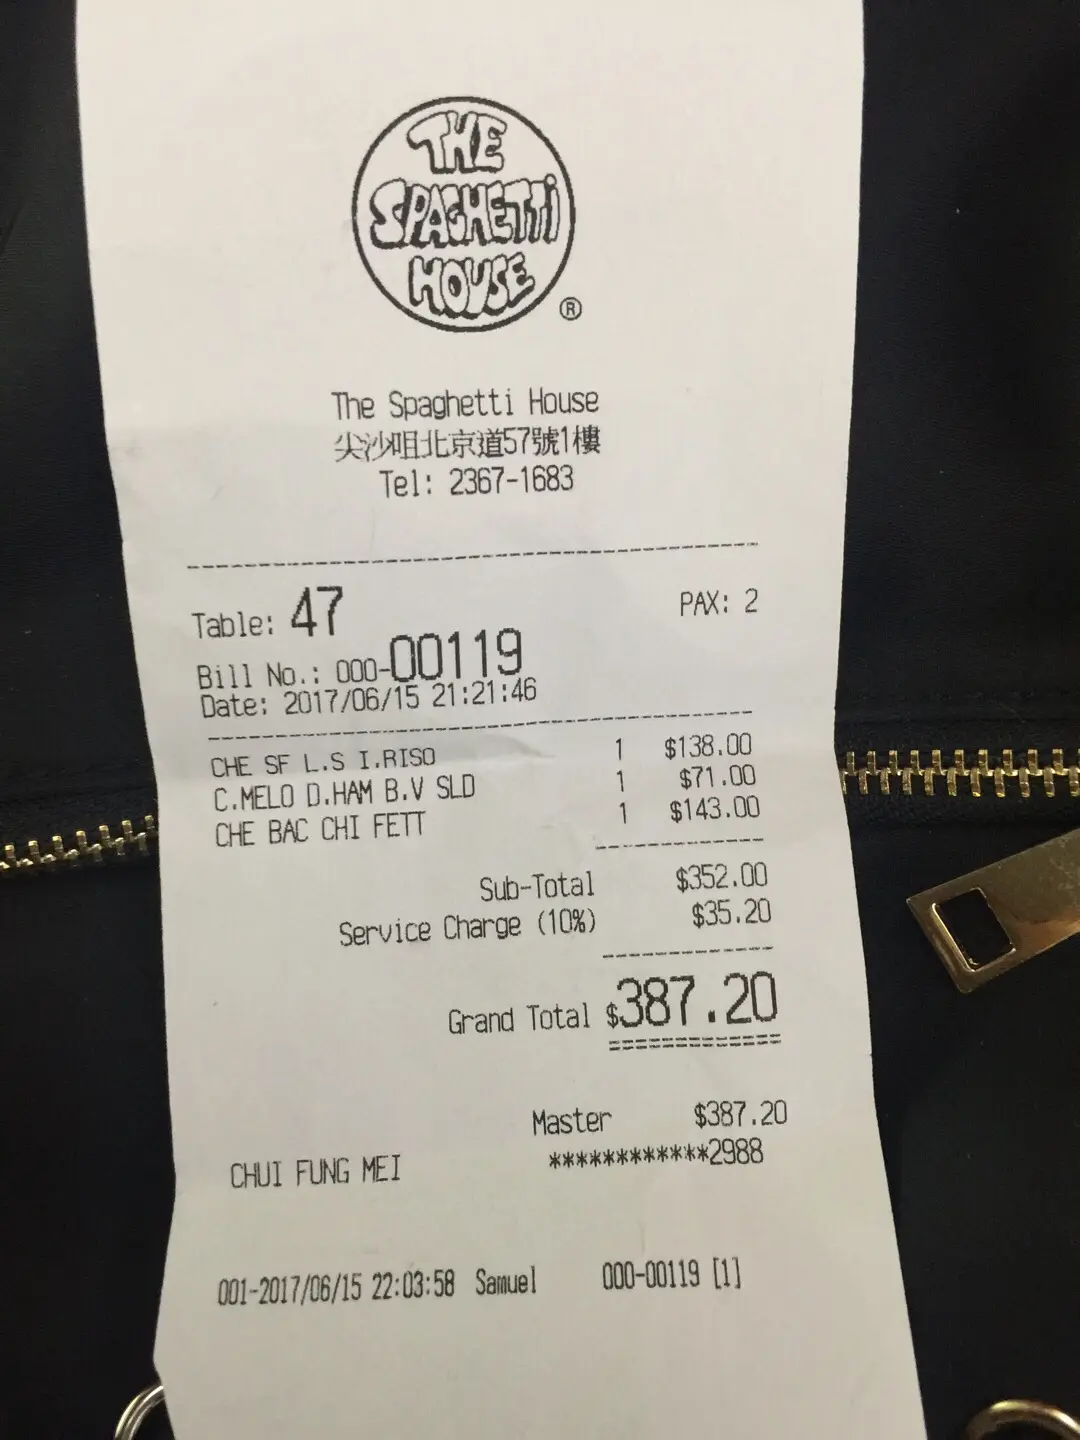 THE
SPAGHETTi
HOUSE
®
The Spaghetti House
尖沙咀北京道57號1樓
Tel: 2367-1683
Table: 47 PAX: 2
Bill No.: 000-00119
Date: 2017/06/15 21:21:46
CHE SF L.S I.RISO 1 $138.00
C.MELO D.HAM B.V SLD 1 $71.00
CHE BAC CHI FETT 1 $143.00
Sub-Total $352.00
Service Charge (10%) $35.20
Grand Total $387.20
Master $387.20
CHUI FUNG MEI ************2988
001-2017/06/15 22:03:58 Samuel 000-00119 [1]